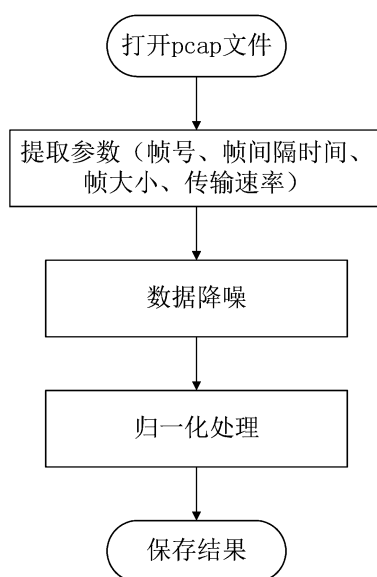 打开pcap文件
提取参数（帧号、帧间隔时间、
帧大小、传输速率）
数据降噪
归一化处理
保存结果